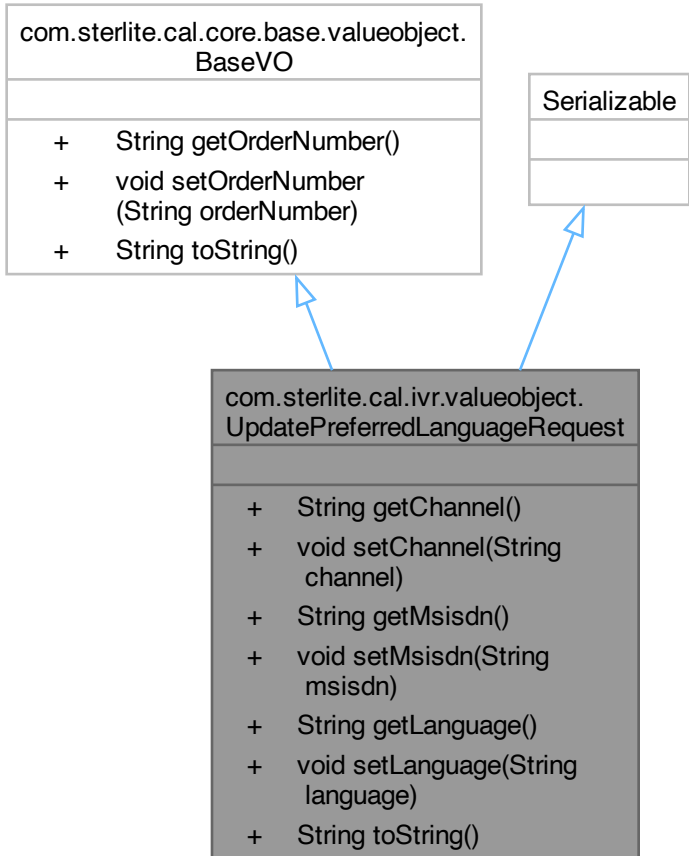 com.sterlite.cal.core.base.valueobject.
BaseVO
+ String getOrderNumber()
+ void setOrderNumber
(String orderNumber)
+ String toString()
Serializable
com.sterlite.cal.ivr.valueobject.
UpdatePreferredLanguageRequest
+ String getChannel()
+ void setChannel(String
channel)
+ String getMsisdn()
+ void setMsisdn(String
msisdn)
+ String getLanguage()
+ void setLanguage(String
language)
+ String toString()